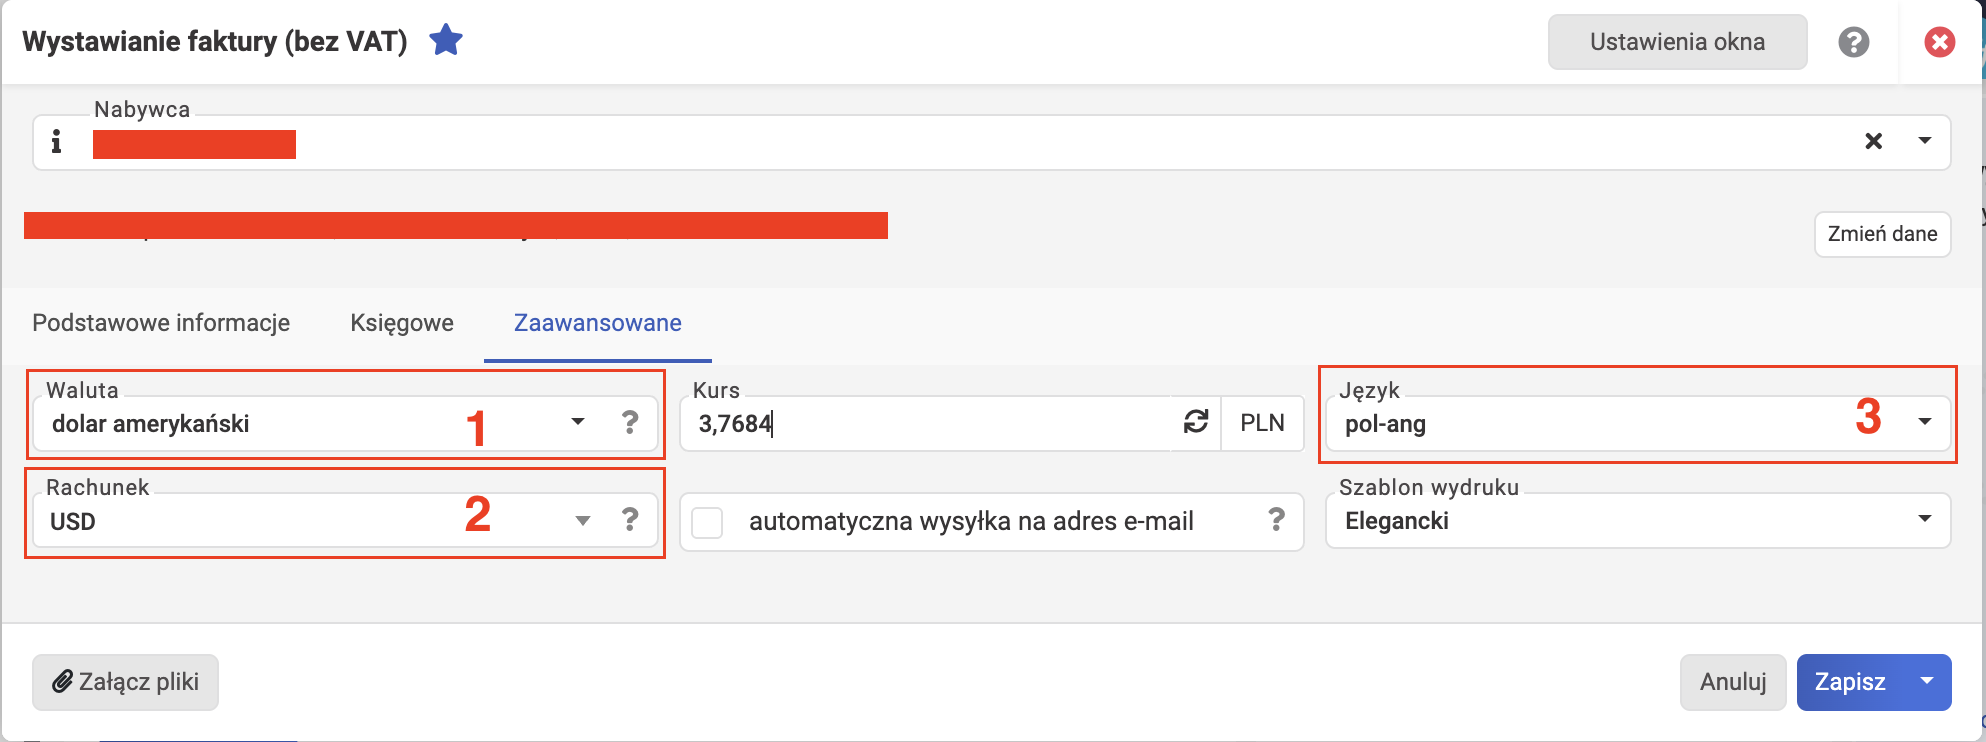 Wystawianie faktury (bez VAT)
Ustawienia okna
Nabywca
Zmień dane
Podstawowe informacje
Księgowe
Zaawansowane
Waluta
dolar amerykański
1
Kurs
3,7684
PLN
Język
pol-ang
3
Rachunek
USD
2
automatyczna wysyłka na adres e-mail
Szablon wydruku
Elegancki
Załącz pliki
Anuluj
Zapisz